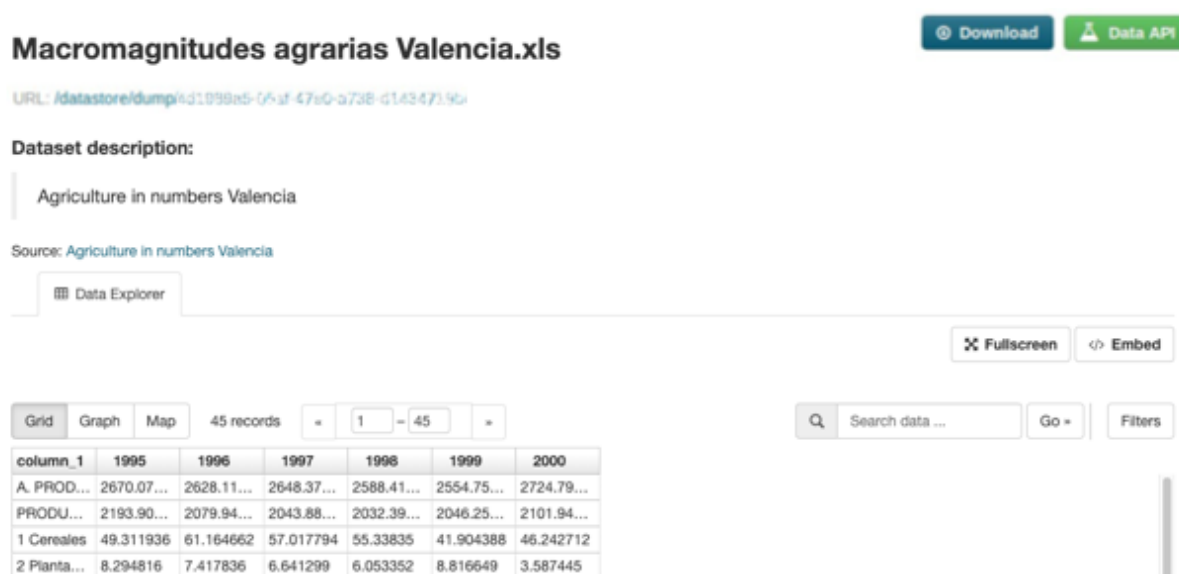 Macromagnitudes agrarias Valencia.xls
Download
Data API
URL: /datastore/dump/
Dataset description:
Agriculture in numbers Valencia
Source: Agriculture in numbers Valencia
Data Explorer
Fullscreen
</> Embed
Grid Graph Map 45 records « 1 – 45 » Search data ... Go » Filters
column_1 1995 1996 1997 1998 1999 2000
A. PROD... 2670.07... 2628.11... 2648.37... 2588.41... 2554.75... 2724.79...
PRODU... 2193.90... 2079.94... 2043.88... 2032.39... 2046.25... 2101.94...
1 Cereales 49.311936 61.164662 57.017794 55.33835 41.904388 46.242712
2 Planta... 8.294816 7.417836 6.641299 6.053352 8.816649 3.587445